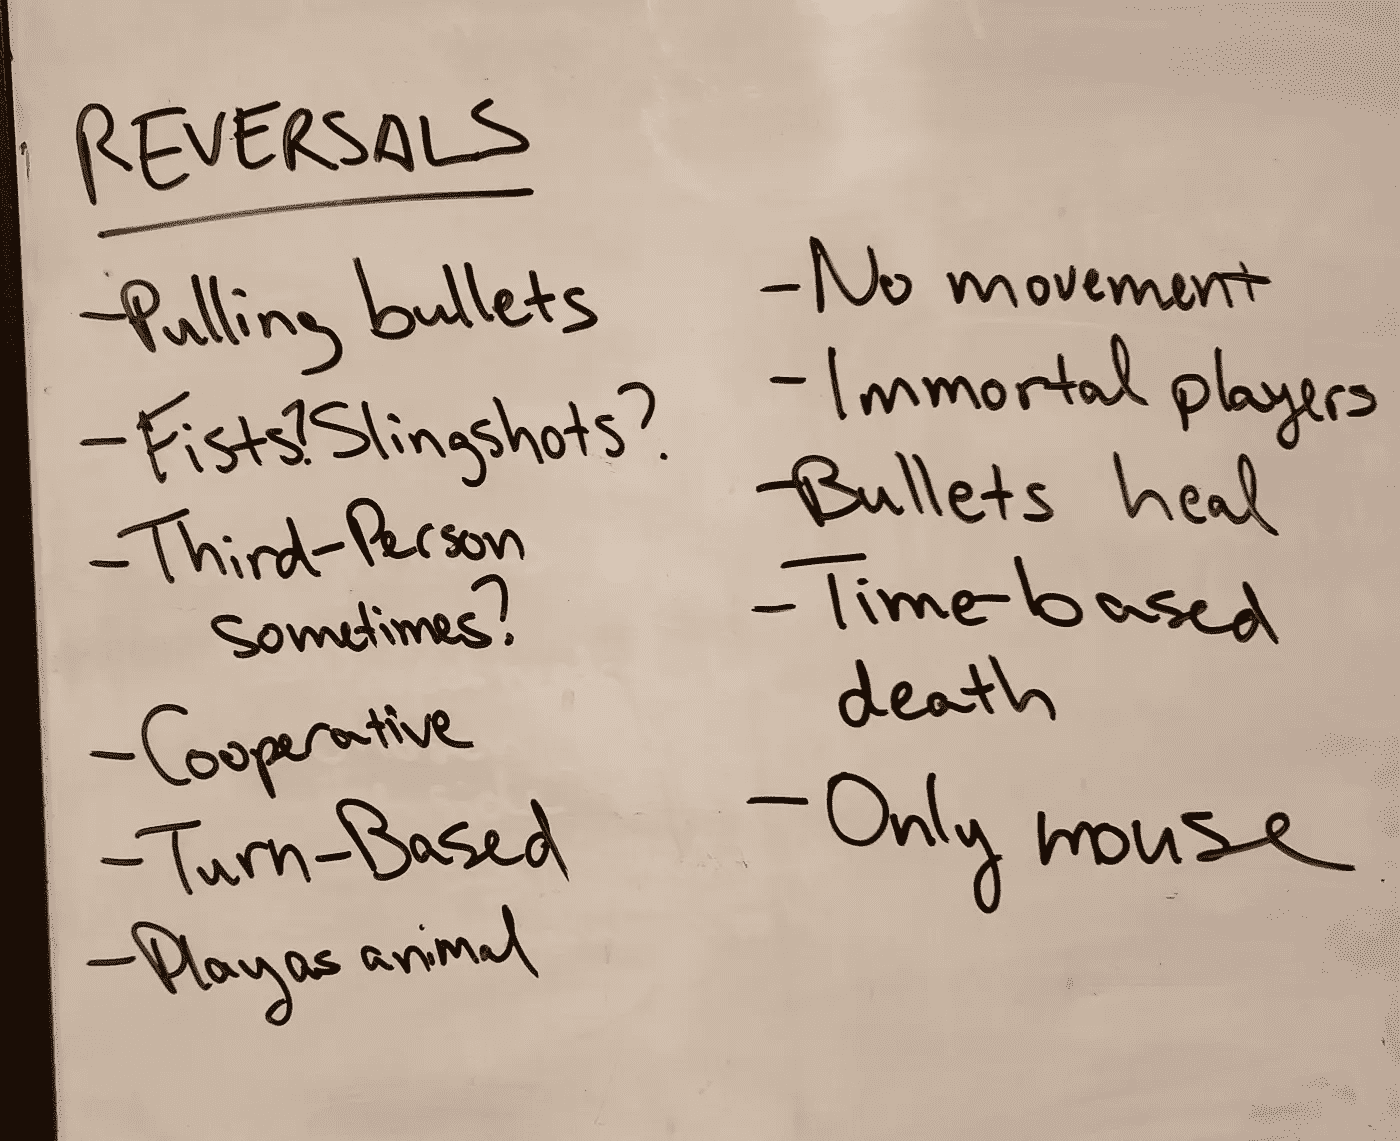 REVERSALS
- Pulling bullets
- Fists? Slingshots?
- Third-Person
sometimes?
- Cooperative
- Turn-Based
- Play as animal
- No movement
- Immortal players
- Bullets heal
- Time-based
death
- Only mouse